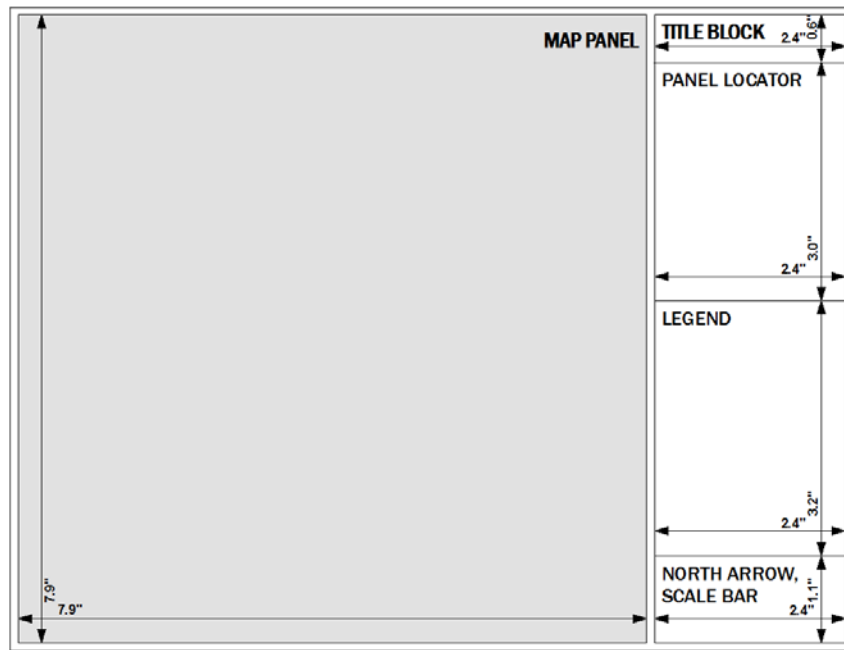 MAP PANEL
7.9"
7.9"
TITLE BLOCK
2.4"
0.6"
PANEL LOCATOR
3.0"
2.4"
LEGEND
3.2"
2.4"
NORTH ARROW,
SCALE BAR
2.4"
1.1"